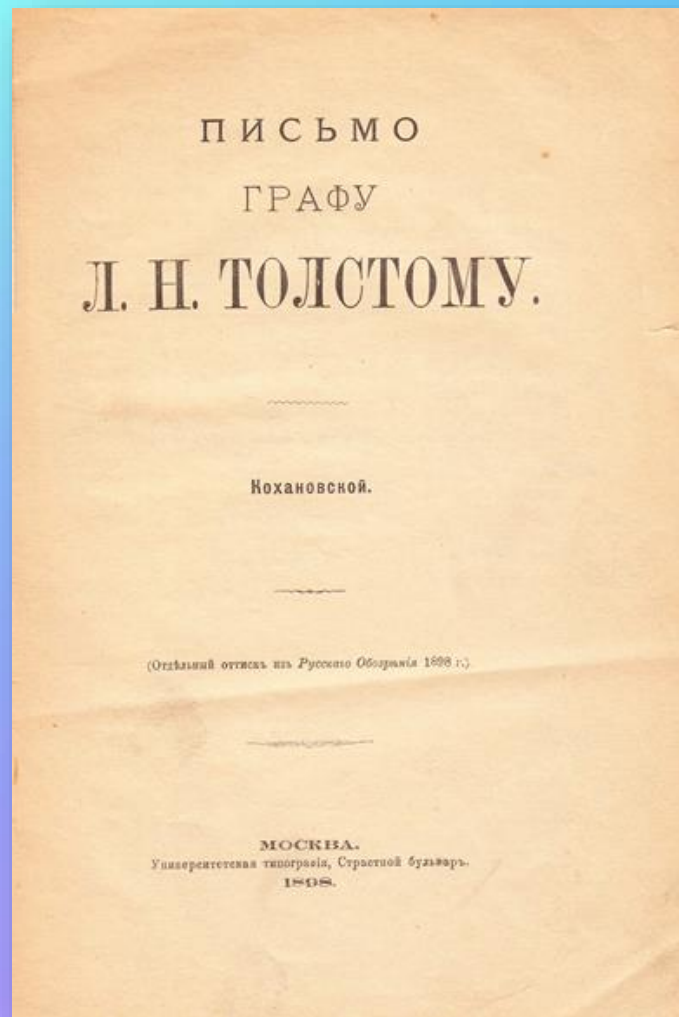 ПИСЬМО
ГРАФУ
Л. Н. ТОЛСТОМУ.
Кохановской.
(Отдѣльный оттискъ изъ Русскаго Обозрѣнія 1898 г.)
МОСКВА.
Университетская типографія, Страстной бульваръ.
1898.